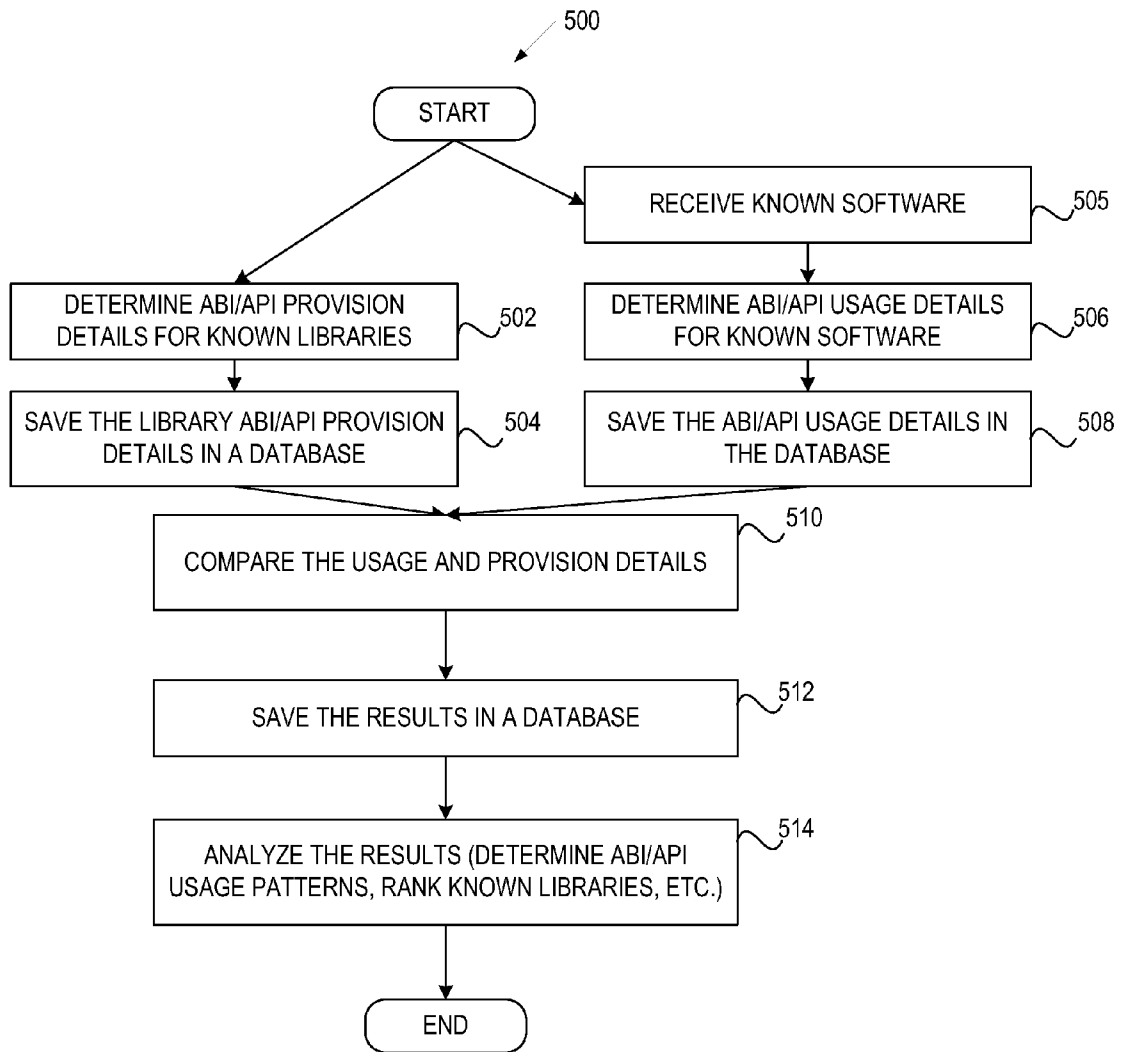 500
START
RECEIVE KNOWN SOFTWARE
505
DETERMINE ABI/API PROVISION
DETAILS FOR KNOWN LIBRARIES
502
DETERMINE ABI/API USAGE DETAILS
FOR KNOWN SOFTWARE
506
SAVE THE LIBRARY ABI/API PROVISION
DETAILS IN A DATABASE
504
SAVE THE ABI/API USAGE DETAILS IN
THE DATABASE
508
COMPARE THE USAGE AND PROVISION DETAILS
510
SAVE THE RESULTS IN A DATABASE
512
ANALYZE THE RESULTS (DETERMINE ABI/API
USAGE PATTERNS, RANK KNOWN LIBRARIES, ETC.)
514
END